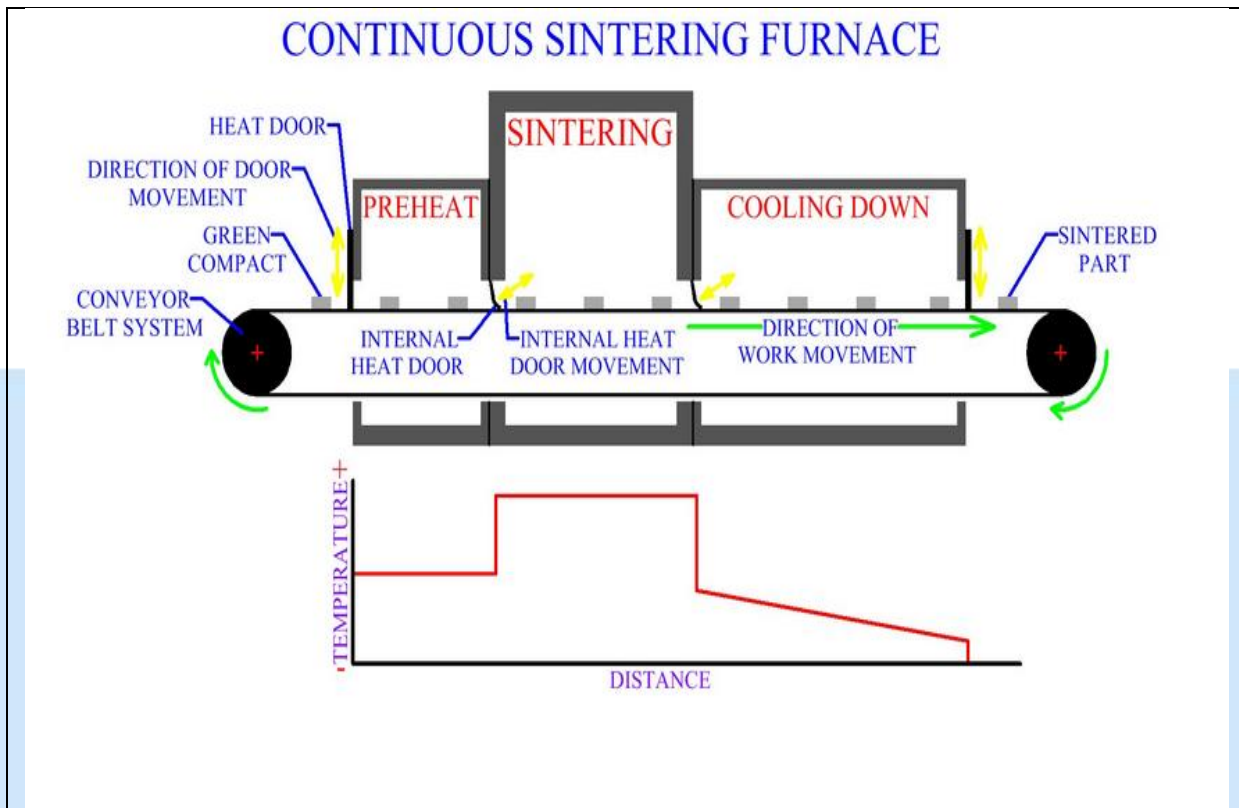 CONTINUOUS SINTERING FURNACE
HEAT DOOR
DIRECTION OF DOOR
MOVEMENT
GREEN
COMPACT
CONVEYOR
BELT SYSTEM
PREHEAT
SINTERING
COOLING DOWN
SINTERED
PART
INTERNAL
HEAT DOOR
INTERNAL HEAT
DOOR MOVEMENT
DIRECTION OF
WORK MOVEMENT
-TEMPERATURE+
DISTANCE